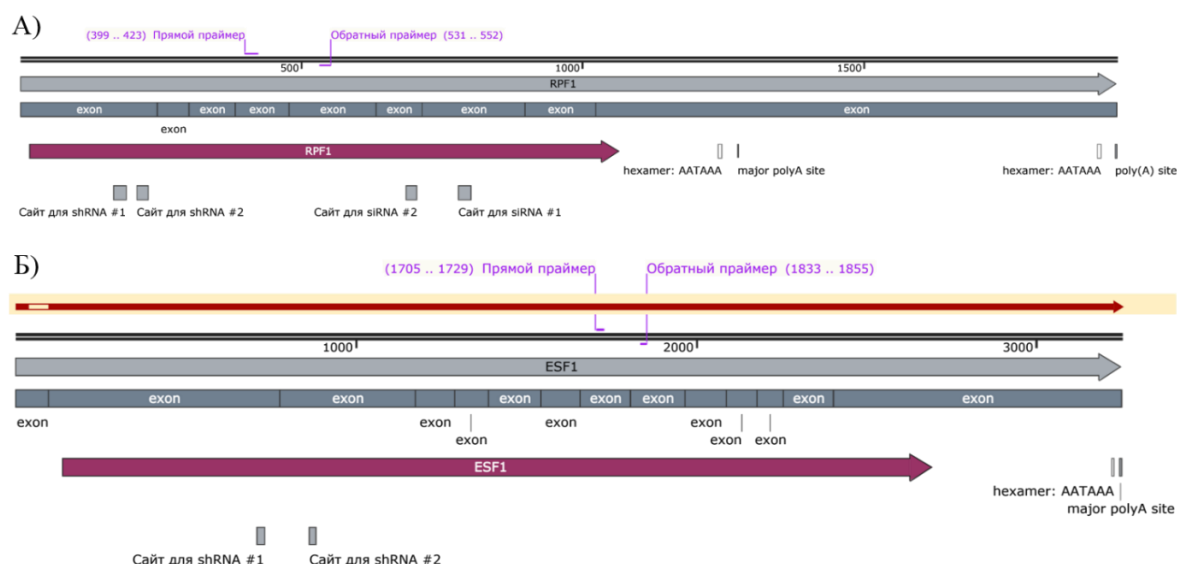 А)
(399 .. 423) Прямой праймер Обратный праймер (531 .. 552)
500 1000 1500
RPF1
exon exon exon exon exon exon exon exon
exon
RPF1
hexamer: AATAAA major polyA site hexamer: AATAAA poly(A) site
Сайт для shRNA #1 Сайт для shRNA #2 Сайт для siRNA #2 Сайт для siRNA #1
Б)
(1705 .. 1729) Прямой праймер Обратный праймер (1833 .. 1855)
1000 2000 3000
ESF1
exon exon exon exon exon exon exon
exon exon exon exon
exon exon exon
ESF1
hexamer: AATAAA
major polyA site
Сайт для shRNA #1 Сайт для shRNA #2